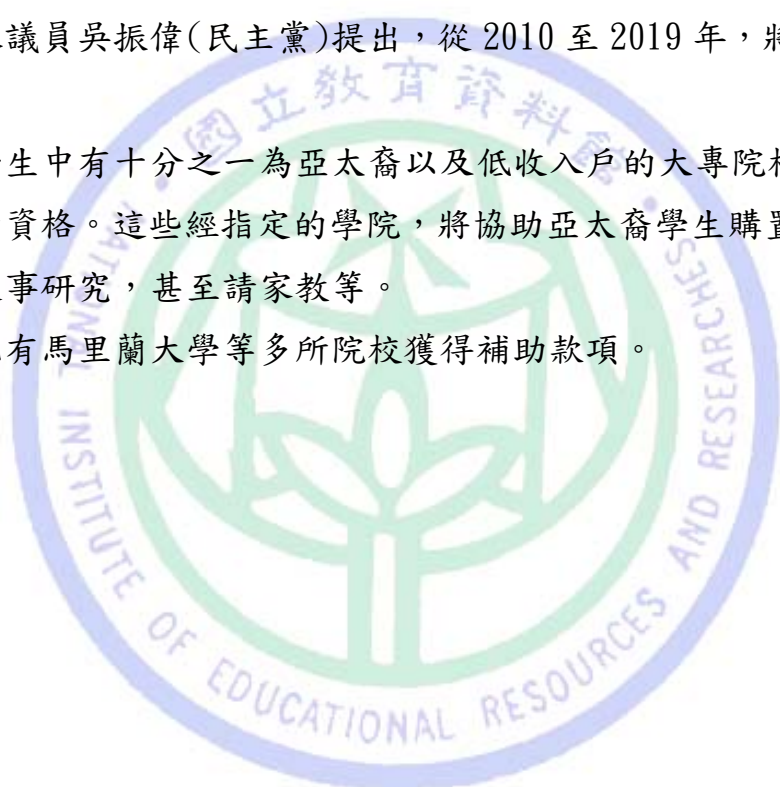 議員吳振偉(民主黨)提出，從 2010 至 2019 年，將
生中有十分之一為亞太裔以及低收入戶的大專院校
資格。這些經指定的學院，將協助亞太裔學生購置
事研究，甚至請家教等。
有馬里蘭大學等多所院校獲得補助款項。
國立教育資料館
NATIONAL INSTITUTE OF EDUCATIONAL RESOURCES AND RESEARCHES